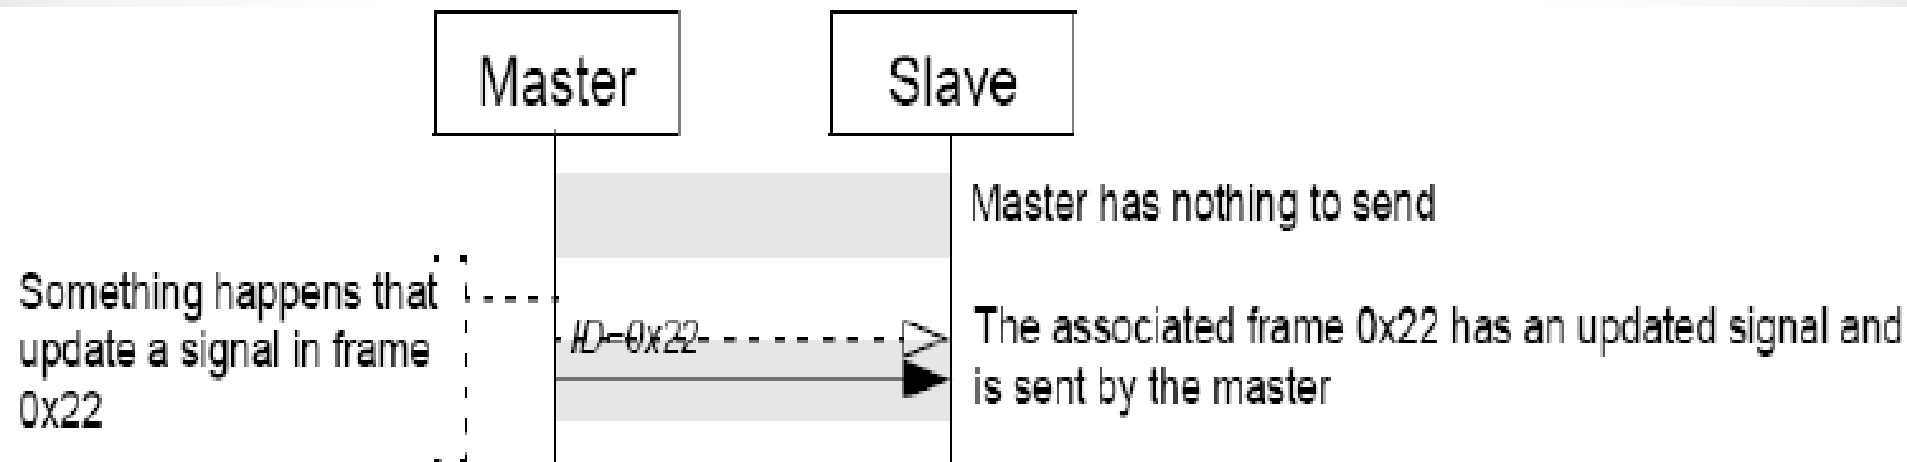 Master
Slave
Master has nothing to send
Something happens that
update a signal in frame
0x22
ID=0x22
The associated frame 0x22 has an updated signal and
is sent by the master